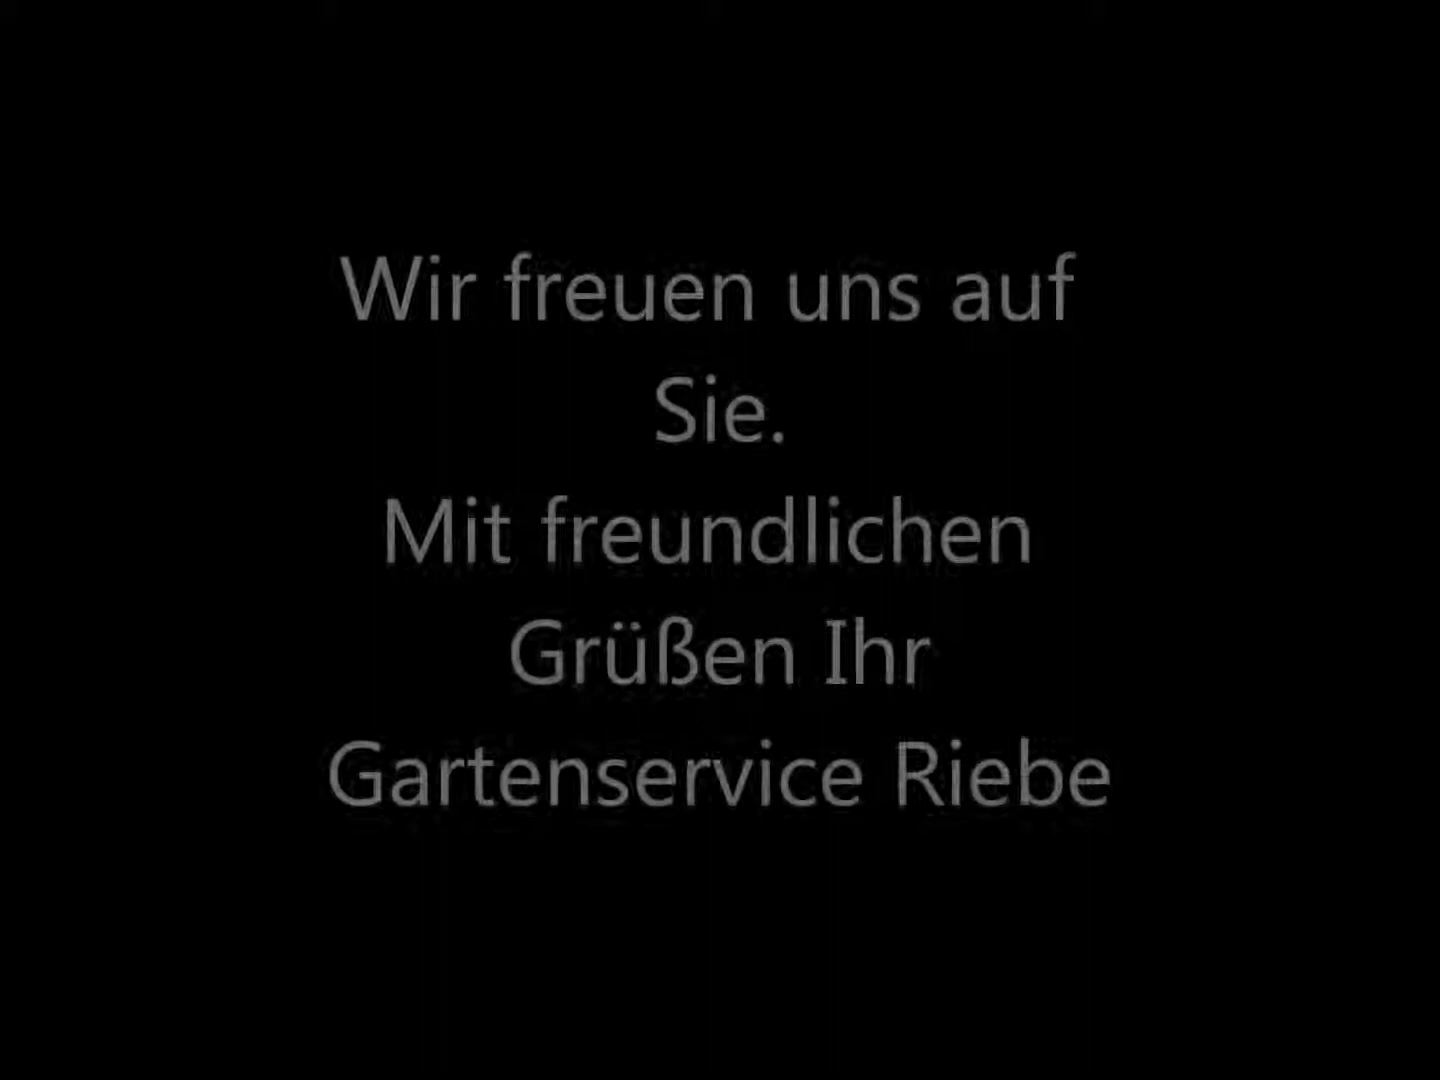 Wir freuen uns auf
Sie.
Mit freundlichen
Grüßen Ihr
Gartenservice Riebe